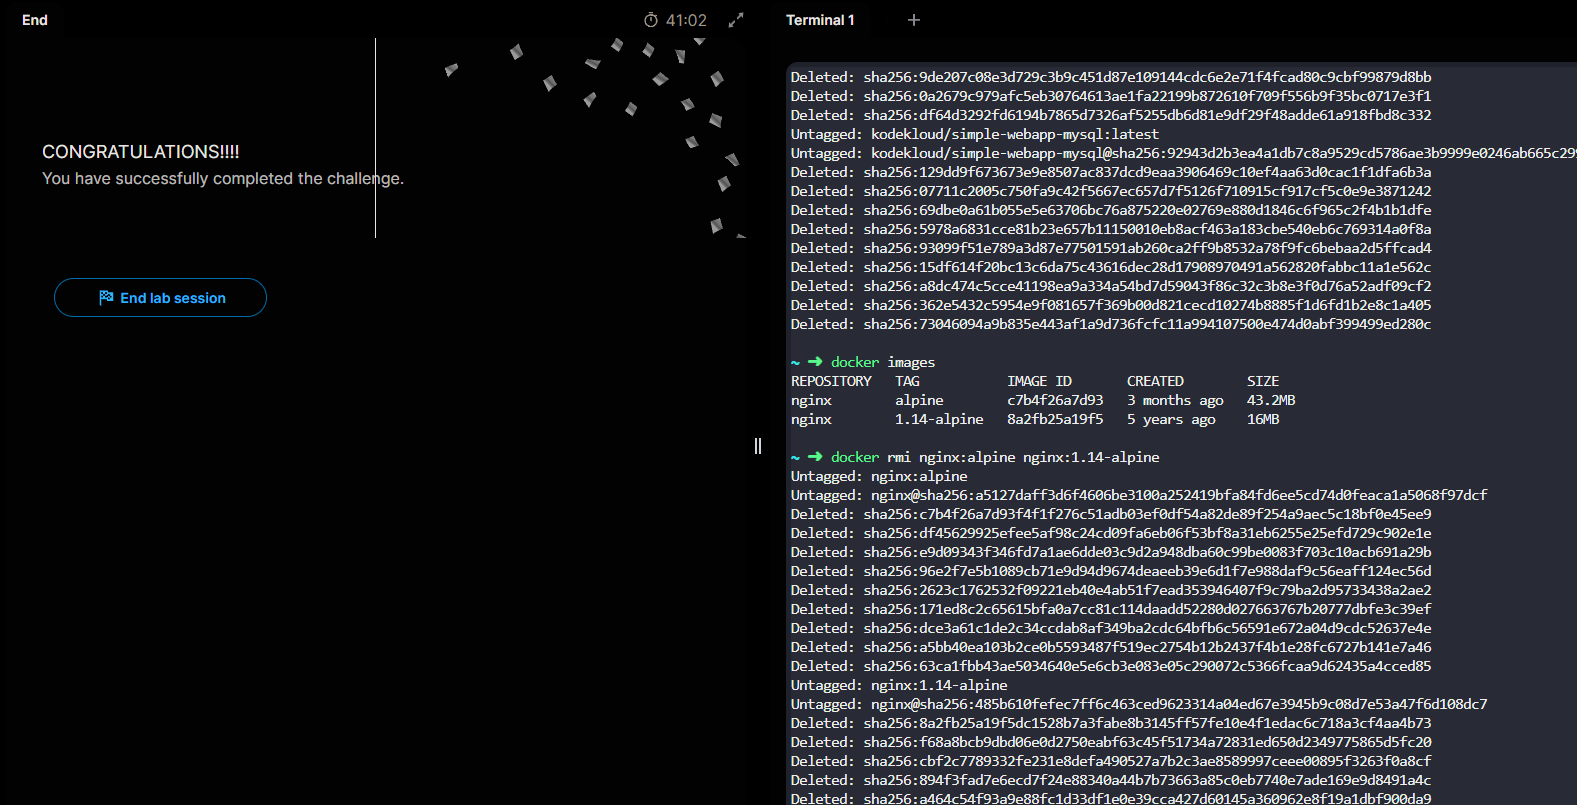 End
41:02
CONGRATULATIONS!!!!
You have successfully completed the challenge.
End lab session
Terminal 1
+
Deleted: sha256:9de207c08e3d729c3b9c451d87e109144cdc6e2e71f4fcad80c9cbf99879d8bb
Deleted: sha256:0a2679c979afc5eb30764613ae1fa22199b872610f709f556b9f35bc0717e3f1
Deleted: sha256:df64d3292fd6194b7865d7326af5255db6d81e9df29f48adde61a918fbd8c332
Untagged: kodekloud/simple-webapp-mysql:latest
Untagged: kodekloud/simple-webapp-mysql@sha256:92943d2b3ea4a1db7c8a9529cd5786ae3b9999e0246ab665c29
Deleted: sha256:129dd9f673673e9e8507ac837dcd9eaa3906469c10ef4aa63d0cac1f1dfa6b3a
Deleted: sha256:07711c2005c750fa9c42f5667ec657d7f5126f710915cf917cf5c0e9e3871242
Deleted: sha256:69dbe0a61b055e5e63706bc76a875220e02769e880d1846c6f965c2f4b1b1dfe
Deleted: sha256:5978a6831cce81b23e657b11150010eb8acf463a183cbe540eb6c769314a0f8a
Deleted: sha256:93099f51e789a3d87e77501591ab260ca2ff9b8532a78f9fc6bebaa2d5ffcad4
Deleted: sha256:15df614f20bc13c6da75c43616dec28d17908970491a562820fabbc11a1e562c
Deleted: sha256:a8dc474c5cce41198ea9a334a54bd7d59043f86c32c3b8e3f0d76a52adf09cf2
Deleted: sha256:362e5432c5954e9f081657f369b00d821cecd10274b8885f1d6fd1b2e8c1a405
Deleted: sha256:73046094a9b835e443af1a9d736fcfc11a994107500e474d0abf399499ed280c
~ ➜ docker images
REPOSITORY TAG IMAGE ID CREATED SIZE
nginx alpine c7b4f26a7d93 3 months ago 43.2MB
nginx 1.14-alpine 8a2fb25a19f5 5 years ago 16MB
~ ➜ docker rmi nginx:alpine nginx:1.14-alpine
Untagged: nginx:alpine
Untagged: nginx@sha256:a5127daff3d6f4606be3100a252419bfa84fd6ee5cd74d0feaca1a5068f97dcf
Deleted: sha256:c7b4f26a7d93f4f1f276c51adb03ef0df54a82de89f254a9aec5c18bf0e45ee9
Deleted: sha256:df45629925efee5af98c24cd09fa6eb06f53bf8a31eb6255e25efd729c902e1e
Deleted: sha256:e9d09343f346fd7a1ae6dde03c9d2a948dba60c99be0083f703c10acb691a29b
Deleted: sha256:96e2f7e5b1089cb71e9d94d9674deaeeb39e6d1f7e988daf9c56eaff124ec56d
Deleted: sha256:2623c1762532f09221eb40e4ab51f7ead353946407f9c79ba2d95733438a2ae2
Deleted: sha256:171ed8c2c65615bfa0a7cc81c114daadd52280d027663767b20777dbfe3c39ef
Deleted: sha256:dce3a61c1de2c34ccdab8af349ba2cdc64bfb6c56591e672a04d9cdc52637e4e
Deleted: sha256:a5bb40ea103b2ce0b5593487f519ec2754b12b2437f4b1e28fc6727b141e7a46
Deleted: sha256:63ca1fbb43ae5034640e5e6cb3e083e05c290072c5366fcaa9d62435a4cced85
Untagged: nginx:1.14-alpine
Untagged: nginx@sha256:485b610fefec7ff6c463ced9623314a04ed67e3945b9c08d7e53a47f6d108dc7
Deleted: sha256:8a2fb25a19f5dc1528b7a3fabe8b3145ff57fe10e4f1edac6c718a3cf4aa4b73
Deleted: sha256:f68a8bcb9dbd06e0d2750eabf63c45f51734a72831ed650d2349775865d5fc20
Deleted: sha256:cbf2c7789332fe231e8defa490527a7b2c3ae8589997ceee00895f3263f0a8cf
Deleted: sha256:894f3fad7e6ecd7f24e88340a44b7b73663a85c0eb7740e7ade169e9d8491a4c
Deleted: sha256:a464c54f93a9e88fc1d33df1e0e39cca427d60145a360962e8f19a1dbf900da9